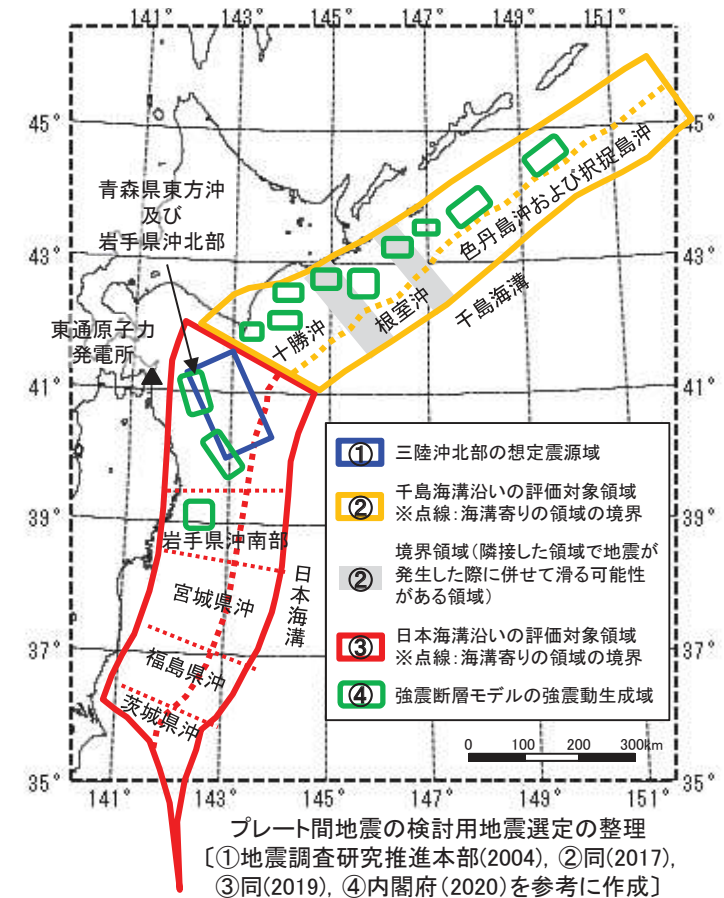 141° 143° 145° 147° 149° 151°
45°
45°
青森県東方沖
及び
岩手県沖北部
色丹島沖および択捉島沖
43°
43°
千島海溝
根室沖
十勝沖
東通原子力
発電所
41°
41°
① 三陸沖北部の想定震源域
② 千島海溝沿いの評価対象領域
※点線:海溝寄りの領域の境界
② 境界領域(隣接した領域で地震が
発生した際に併せて滑る可能性
がある領域)
③ 日本海溝沿いの評価対象領域
※点線:海溝寄りの領域の境界
④ 強震断層モデルの強震動生成域
39°
39°
岩手県沖南部
日本海溝
宮城県沖
37°
37°
福島県沖
茨城県沖
0 100 200 300km
35°
35°
141° 143° 145° 147° 149° 151°
プレート間地震の検討用地震選定の整理
〔①地震調査研究推進本部(2004), ②同(2017),
③同(2019), ④内閣府(2020)を参考に作成〕